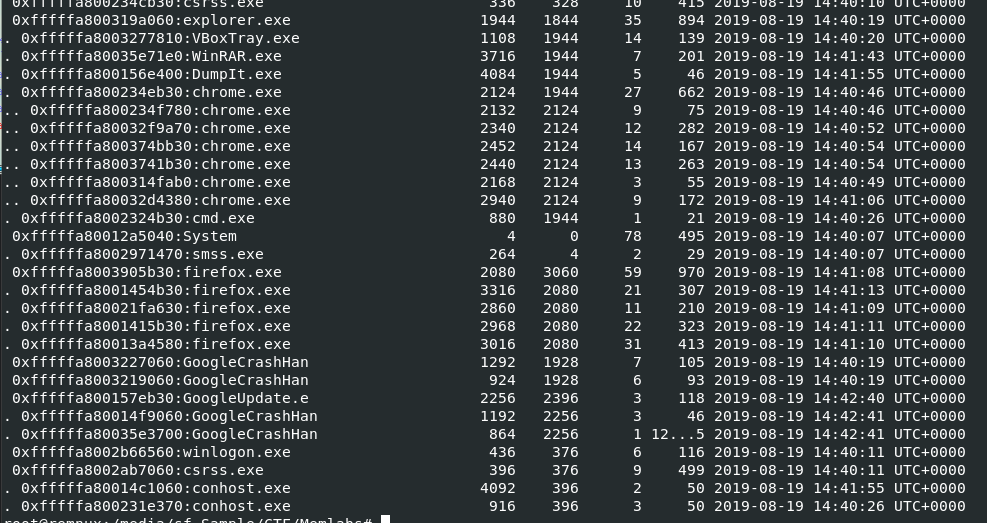 0xfffffa800234cb30:csrss.exe 336 328 10 415 2019-08-19 14:40:10 UTC+0000
0xfffffa800319a060:explorer.exe 1944 1844 35 894 2019-08-19 14:40:19 UTC+0000
. 0xfffffa8003277810:VBoxTray.exe 1108 1944 14 139 2019-08-19 14:40:20 UTC+0000
. 0xfffffa80035e71e0:WinRAR.exe 3716 1944 7 201 2019-08-19 14:41:43 UTC+0000
. 0xfffffa800156e400:DumpIt.exe 4084 1944 5 46 2019-08-19 14:41:55 UTC+0000
. 0xfffffa800234eb30:chrome.exe 2124 1944 27 662 2019-08-19 14:40:46 UTC+0000
.. 0xfffffa800234f780:chrome.exe 2132 2124 9 75 2019-08-19 14:40:46 UTC+0000
.. 0xfffffa80032f9a70:chrome.exe 2340 2124 12 282 2019-08-19 14:40:52 UTC+0000
.. 0xfffffa800374bb30:chrome.exe 2452 2124 14 167 2019-08-19 14:40:54 UTC+0000
.. 0xfffffa8003741b30:chrome.exe 2440 2124 13 263 2019-08-19 14:40:54 UTC+0000
.. 0xfffffa800314fab0:chrome.exe 2168 2124 3 55 2019-08-19 14:40:49 UTC+0000
.. 0xfffffa80032d4380:chrome.exe 2940 2124 9 172 2019-08-19 14:41:06 UTC+0000
. 0xfffffa8002324b30:cmd.exe 880 1944 1 21 2019-08-19 14:40:26 UTC+0000
0xfffffa80012a5040:System 4 0 78 495 2019-08-19 14:40:07 UTC+0000
. 0xfffffa8002971470:smss.exe 264 4 2 29 2019-08-19 14:40:07 UTC+0000
0xfffffa8003905b30:firefox.exe 2080 3060 59 970 2019-08-19 14:41:08 UTC+0000
. 0xfffffa8001454b30:firefox.exe 3316 2080 21 307 2019-08-19 14:41:13 UTC+0000
. 0xfffffa80021fa630:firefox.exe 2860 2080 11 210 2019-08-19 14:41:09 UTC+0000
. 0xfffffa8001415b30:firefox.exe 2968 2080 22 323 2019-08-19 14:41:11 UTC+0000
. 0xfffffa80013a4580:firefox.exe 3016 2080 31 413 2019-08-19 14:41:10 UTC+0000
0xfffffa8003227060:GoogleCrashHan 1292 1928 7 105 2019-08-19 14:40:19 UTC+0000
0xfffffa8003219060:GoogleCrashHan 924 1928 6 93 2019-08-19 14:40:19 UTC+0000
0xfffffa800157eb30:GoogleUpdate.e 2256 2396 3 118 2019-08-19 14:42:40 UTC+0000
. 0xfffffa80014f9060:GoogleCrashHan 1192 2256 3 46 2019-08-19 14:42:41 UTC+0000
. 0xfffffa80035e3700:GoogleCrashHan 864 2256 1 12...5 2019-08-19 14:42:41 UTC+0000
0xfffffa8002b66560:winlogon.exe 436 376 6 116 2019-08-19 14:40:11 UTC+0000
0xfffffa8002ab7060:csrss.exe 396 376 9 499 2019-08-19 14:40:11 UTC+0000
. 0xfffffa80014c1060:conhost.exe 4092 396 2 50 2019-08-19 14:41:55 UTC+0000
. 0xfffffa800231e370:conhost.exe 916 396 3 50 2019-08-19 14:40:26 UTC+0000
root@remnux:/media/sf_Sample/CTF/Memlabs#